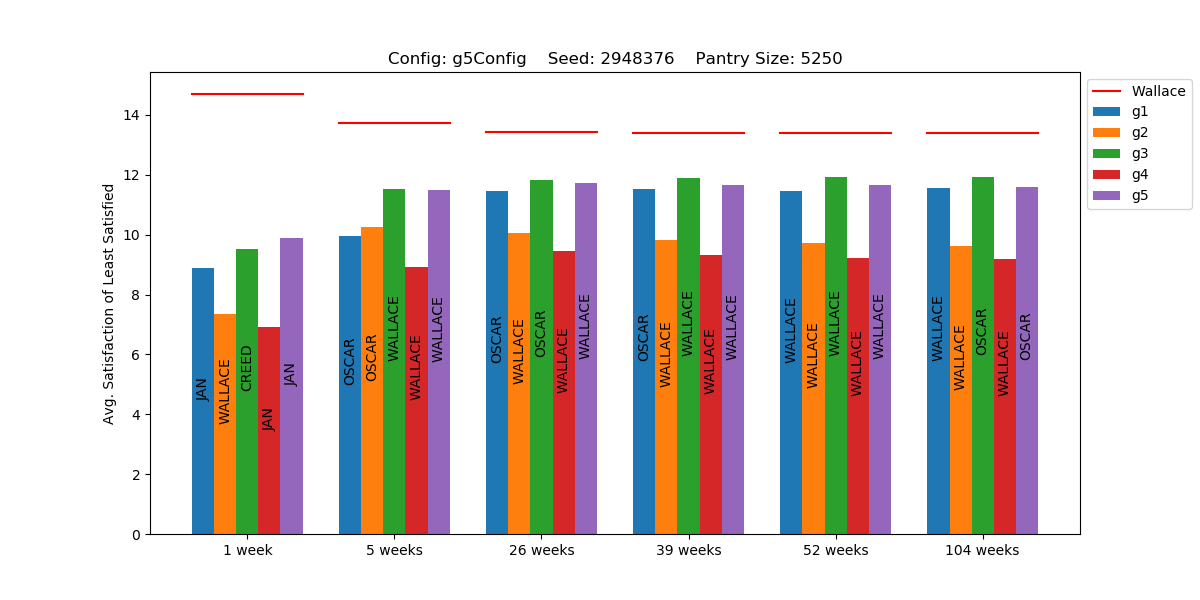 Config: g5Config    Seed: 2948376    Pantry Size: 5250
Avg. Satisfaction of Least Satisfied
14
12
10
8
6
4
2
0
JAN
WALLACE
CREED
JAN
JAN
OSCAR
OSCAR
WALLACE
WALLACE
WALLACE
OSCAR
WALLACE
OSCAR
WALLACE
WALLACE
OSCAR
WALLACE
WALLACE
WALLACE
WALLACE
WALLACE
WALLACE
WALLACE
WALLACE
WALLACE
WALLACE
WALLACE
OSCAR
WALLACE
OSCAR
1 week
5 weeks
26 weeks
39 weeks
52 weeks
104 weeks
Wallace
g1
g2
g3
g4
g5